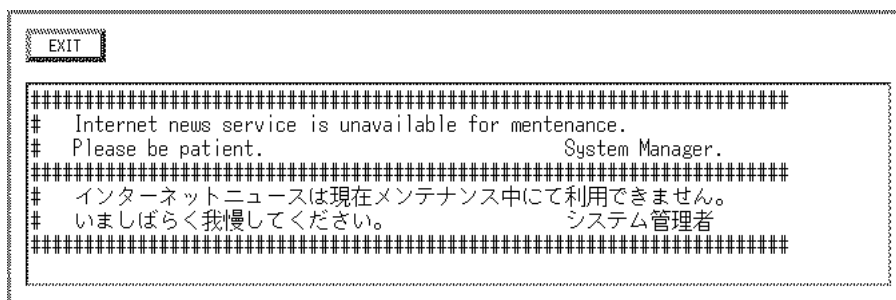 EXIT
######################################################################
#   Internet news service is unavailable for mentenance.
#   Please be patient.                              System Manager.
######################################################################
#   インターネットニュースは現在メンテナンス中にて利用できません。
#   いましばらく我慢してください。                  システム管理者
######################################################################